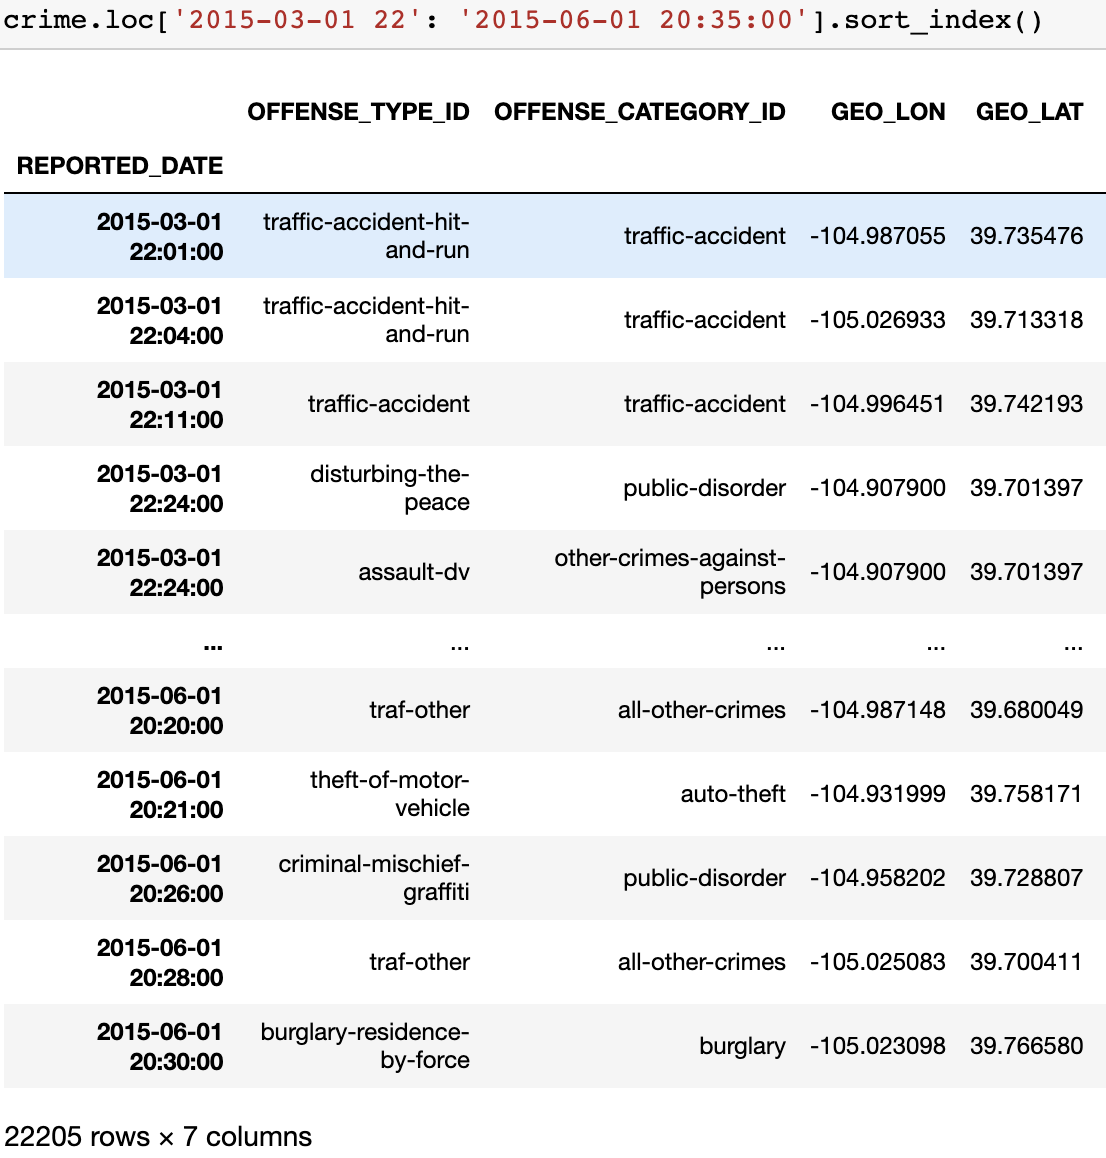 crime.loc['2015-03-01 22': '2015-06-01 20:35:00'].sort_index()
OFFENSE_TYPE_ID OFFENSE_CATEGORY_ID GEO_LON GEO_LAT
REPORTED_DATE
2015-03-01 22:01:00 traffic-accident-hit-and-run traffic-accident -104.987055 39.735476
2015-03-01 22:04:00 traffic-accident-hit-and-run traffic-accident -105.026933 39.713318
2015-03-01 22:11:00 traffic-accident traffic-accident -104.996451 39.742193
2015-03-01 22:24:00 disturbing-the-peace public-disorder -104.907900 39.701397
2015-03-01 22:24:00 assault-dv other-crimes-against-persons -104.907900 39.701397
... ... ... ... ...
2015-06-01 20:20:00 traf-other all-other-crimes -104.987148 39.680049
2015-06-01 20:21:00 theft-of-motor-vehicle auto-theft -104.931999 39.758171
2015-06-01 20:26:00 criminal-mischief-graffiti public-disorder -104.958202 39.728807
2015-06-01 20:28:00 traf-other all-other-crimes -105.025083 39.700411
2015-06-01 20:30:00 burglary-residence-by-force burglary -105.023098 39.766580
22205 rows × 7 columns